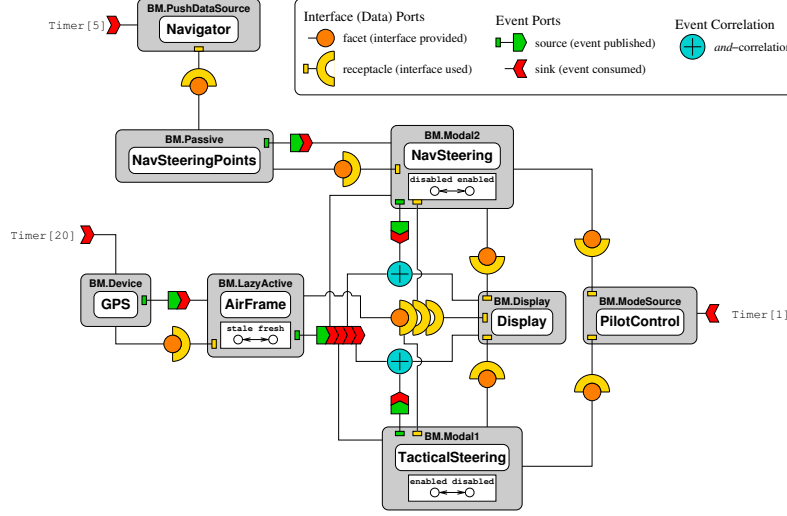 BM.PushDataSource
Timer[5]
Navigator
Interface (Data) Ports
facet (interface provided)
receptacle (interface used)
Event Ports
source (event published)
sink (event consumed)
Event Correlation
and–correlation
BM.Passive
NavSteeringPoints
BM.Modal2
NavSteering
disabled enabled
Timer[20]
BM.Device
GPS
BM.LazyActive
AirFrame
stale fresh
BM.Display
Display
BM.ModeSource
PilotControl
Timer[1]
BM.Modal1
TacticalSteering
enabled disabled